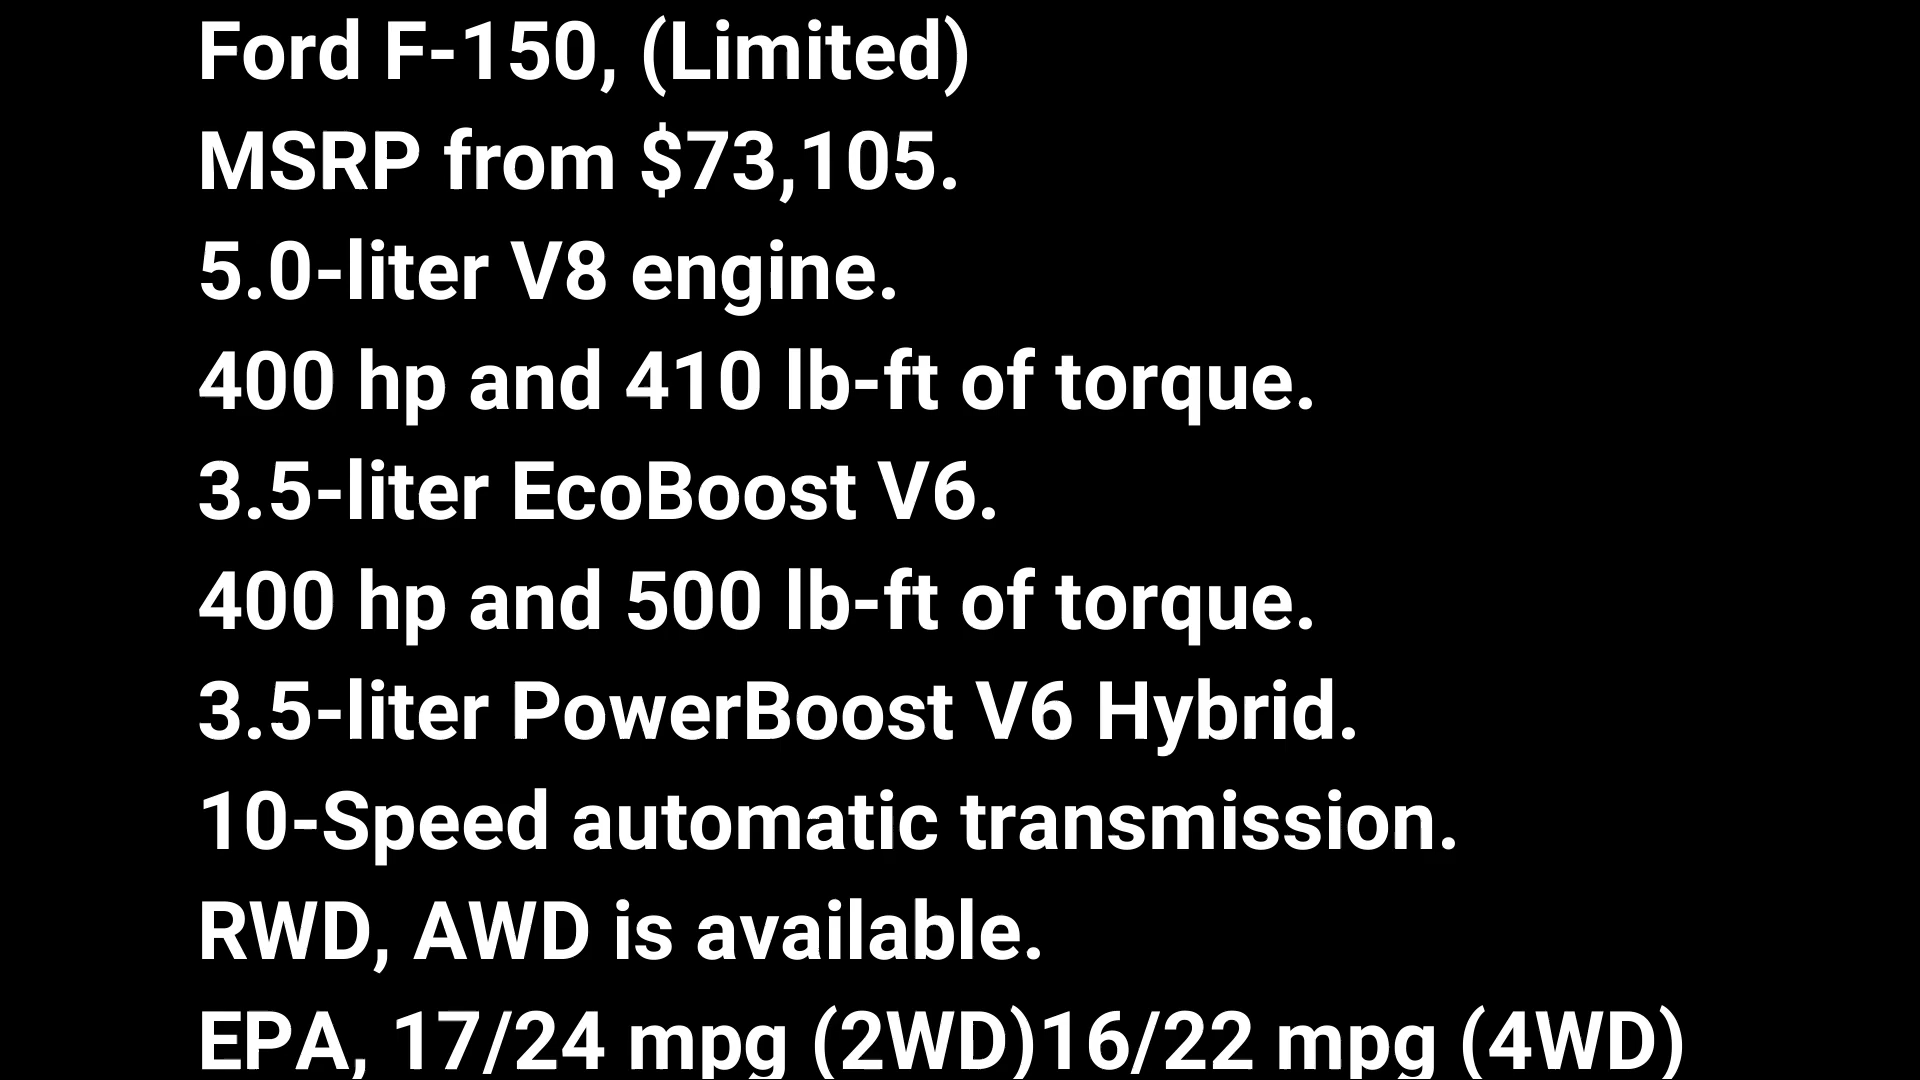 Ford F-150, (Limited)
MSRP from $73,105.
5.0-liter V8 engine.
400 hp and 410 lb-ft of torque.
3.5-liter EcoBoost V6.
400 hp and 500 lb-ft of torque.
3.5-liter PowerBoost V6 Hybrid.
10-Speed automatic transmission.
RWD, AWD is available.
EPA, 17/24 mpg (2WD)16/22 mpg (4WD)